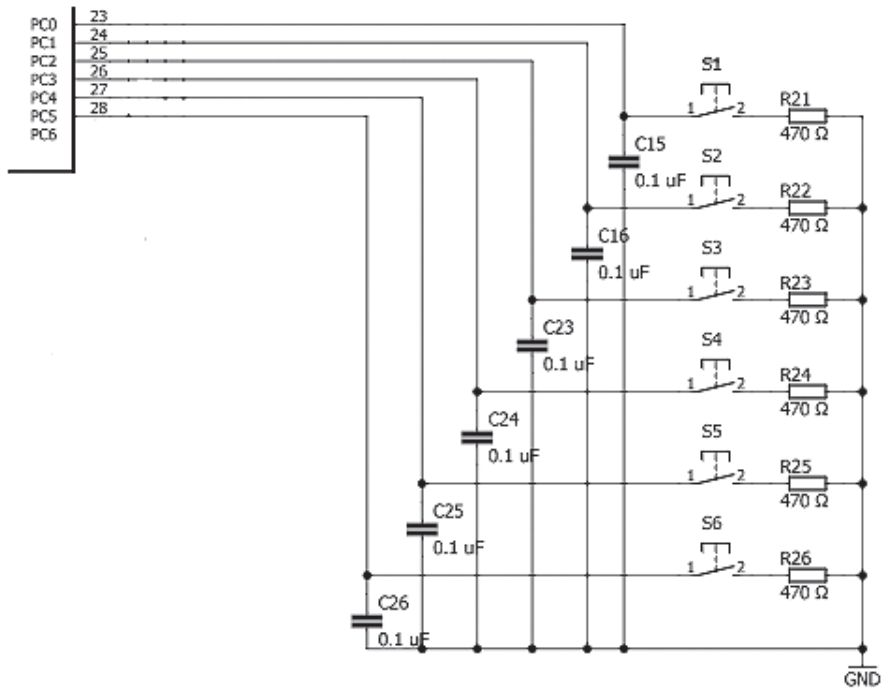 PC0 23
PC1 24
PC2 25
PC3 26
PC4 27
PC5 28
PC6
S1
1 2
R21
470 Ω
C15
0.1 uF
S2
1 2
R22
470 Ω
C16
0.1 uF
S3
1 2
R23
470 Ω
C23
0.1 uF
S4
1 2
R24
470 Ω
C24
0.1 uF
S5
1 2
R25
470 Ω
C25
0.1 uF
S6
1 2
R26
470 Ω
C26
0.1 uF
GND